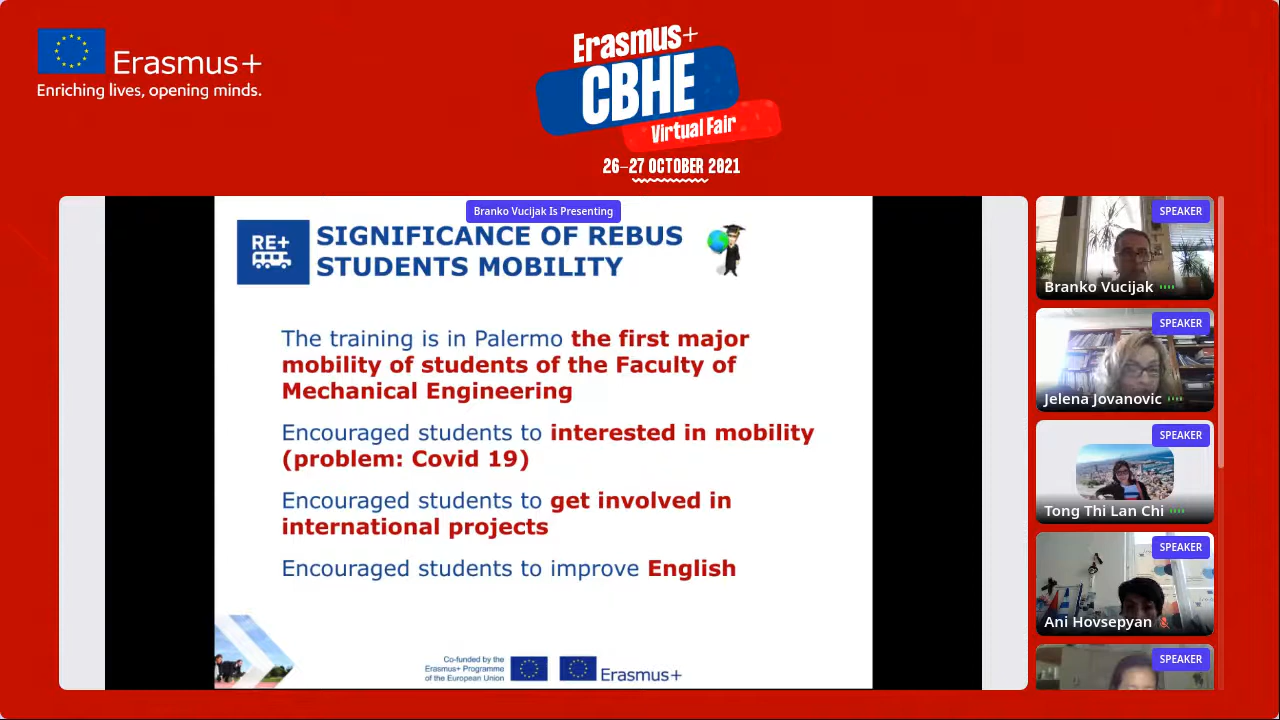 Erasmus+
Enriching lives, opening minds.
Erasmus+
CBHE
Virtual Fair
26–27 OCTOBER 2021
Branko Vucijak Is Presenting
RE+
SIGNIFICANCE OF REBUS
STUDENTS MOBILITY
The training is in Palermo the first major
mobility of students of the Faculty of
Mechanical Engineering
Encouraged students to interested in mobility
(problem: Covid 19)
Encouraged students to get involved in
international projects
Encouraged students to improve English
Co-funded by the
Erasmus+ Programme
of the European Union
Erasmus+
SPEAKER
Branko Vucijak
SPEAKER
Jelena Jovanovic
SPEAKER
Tong Thi Lan Chi
SPEAKER
Ani Hovsepyan
SPEAKER